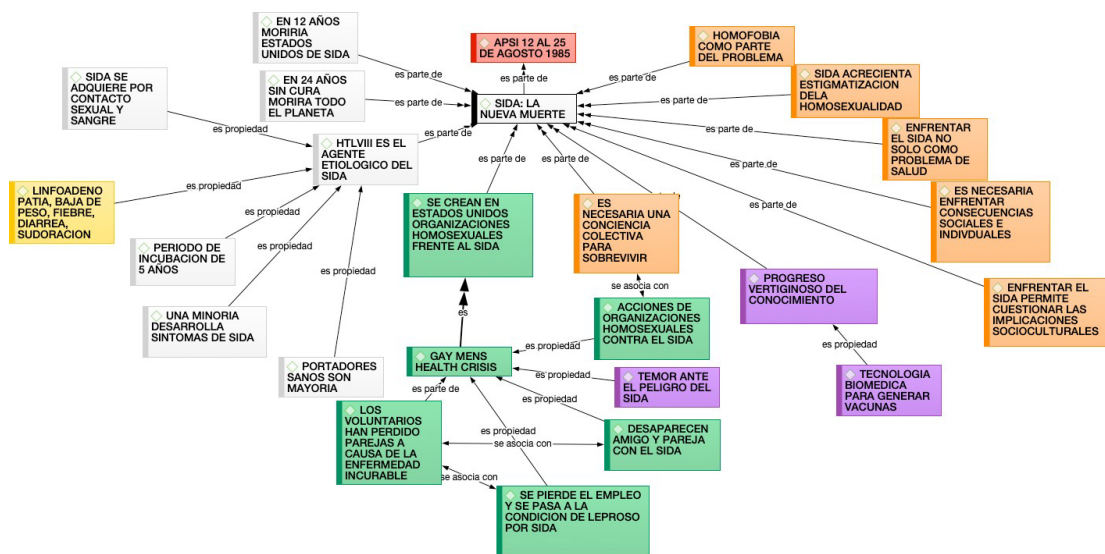 EN 12 AÑOS
MORIRIA
ESTADOS
UNIDOS DE SIDA
APSI 12 AL 25
DE AGOSTO 1985
HOMOFOBIA
COMO PARTE
DEL PROBLEMA
es parte de
es parte de
es parte de
SIDA SE
ADQUIERE POR
CONTACTO
SEXUAL Y
SANGRE
EN 24 AÑOS
SIN CURA
MORIRA TODO
EL PLANETA
es parte de
SIDA: LA
NUEVA MUERTE
es parte de
SIDA ACRECIENTA
ESTIGMATIZACION
DELA
HOMOSEXUALIDAD
es propiedad
es parte de
HTLVIII ES EL
AGENTE
ETIOLOGICO DEL
SIDA
es parte de
ENFRENTAR
EL SIDA NO
SOLO COMO
PROBLEMA DE
SALUD
es parte de
LINFOADENO
PATIA, BAJA DE
PESO, FIEBRE,
DIARREA,
SUDORACION
es propiedad
es parte de
SE CREAN EN
ESTADOS UNIDOS
ORGANIZACIONES
HOMOSEXUALES
FRENTE AL SIDA
es parte de
ES
NECESARIA UNA
CONCIENCIA
COLECTIVA
PARA
SOBREVIVIR
es parte de
ES NECESARIA
ENFRENTAR
CONSECUENCIAS
SOCIALES E
INDIVDUALES
es parte de
es propiedad
PERIODO DE
INCUBACION DE
5 AÑOS
es propiedad
es propiedad
se asocia con
PROGRESO
VERTIGINOSO DEL
CONOCIMIENTO
ENFRENTAR EL
SIDA PERMITE
CUESTIONAR LAS
IMPLICACIONES
SOCIOCULTURALES
UNA MINORIA
DESARROLLA
SINTOMAS DE SIDA
es
ACCIONES DE
ORGANIZACIONES
HOMOSEXUALES
CONTRA EL SIDA
es propiedad
es propiedad
PORTADORES
SANOS SON
MAYORIA
GAY MENS
HEALTH CRISIS
es propiedad
TEMOR ANTE
EL PELIGRO DEL
SIDA
TECNOLOGIA
BIOMEDICA
PARA GENERAR
VACUNAS
es parte de
es propiedad
LOS
VOLUNTARIOS
HAN PERDIDO
PAREJAS A
CAUSA DE LA
ENFERMEDAD
INCURABLE
es propiedad
se asocia con
DESAPARECEN
AMIGO Y PAREJA
CON EL SIDA
se asocia con
SE PIERDE EL EMPLEO
Y SE PASA A LA
CONDICION DE LEPROSO
POR SIDA